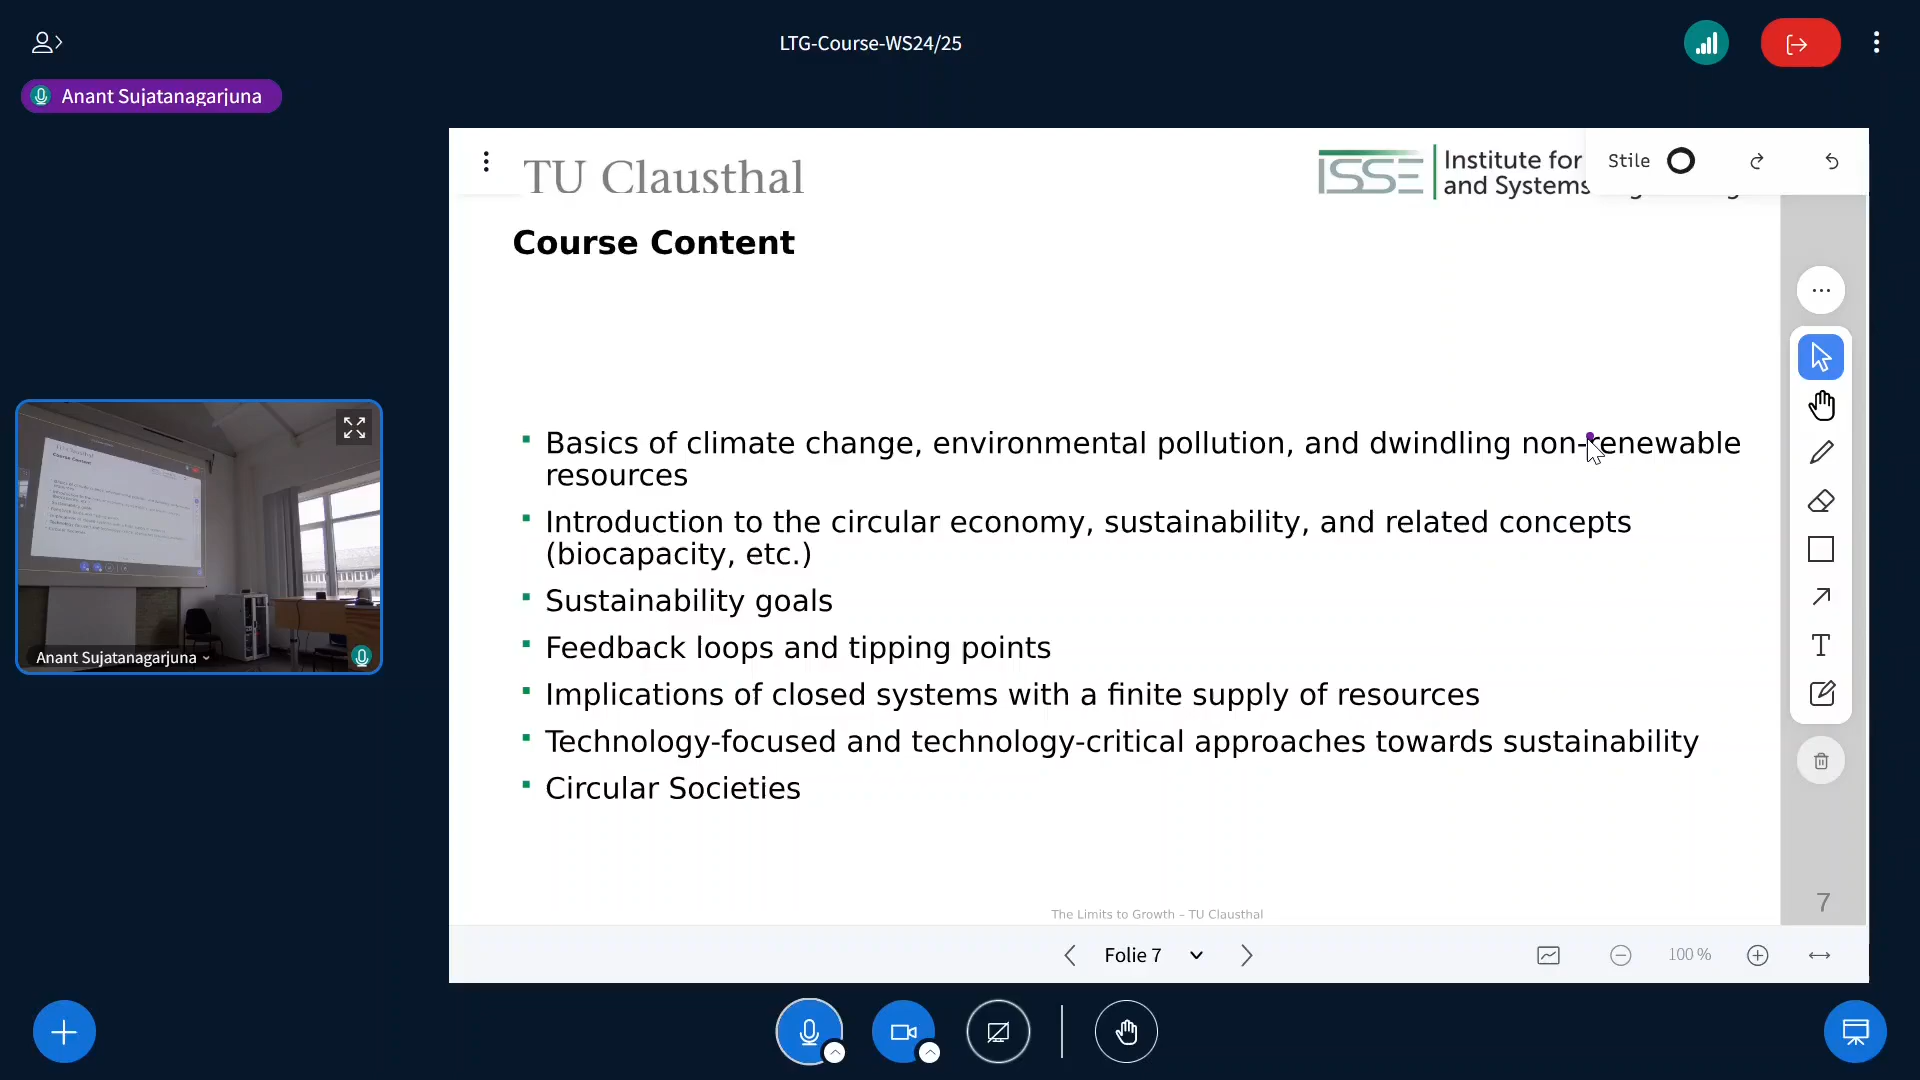 LTG-Course-WS24/25
Anant Sujatanagarjuna
TU Clausthal
ISSE
Institute for
and Systems
Stile
Course Content
Basics of climate change, environmental pollution, and dwindling non-renewable
resources
Introduction to the circular economy, sustainability, and related concepts
(biocapacity, etc.)
Sustainability goals
Feedback loops and tipping points
Implications of closed systems with a finite supply of resources
Technology-focused and technology-critical approaches towards sustainability
Circular Societies
Anant Sujatanagarjuna
T
7
The Limits to Growth – TU Clausthal
Folie 7
100 %